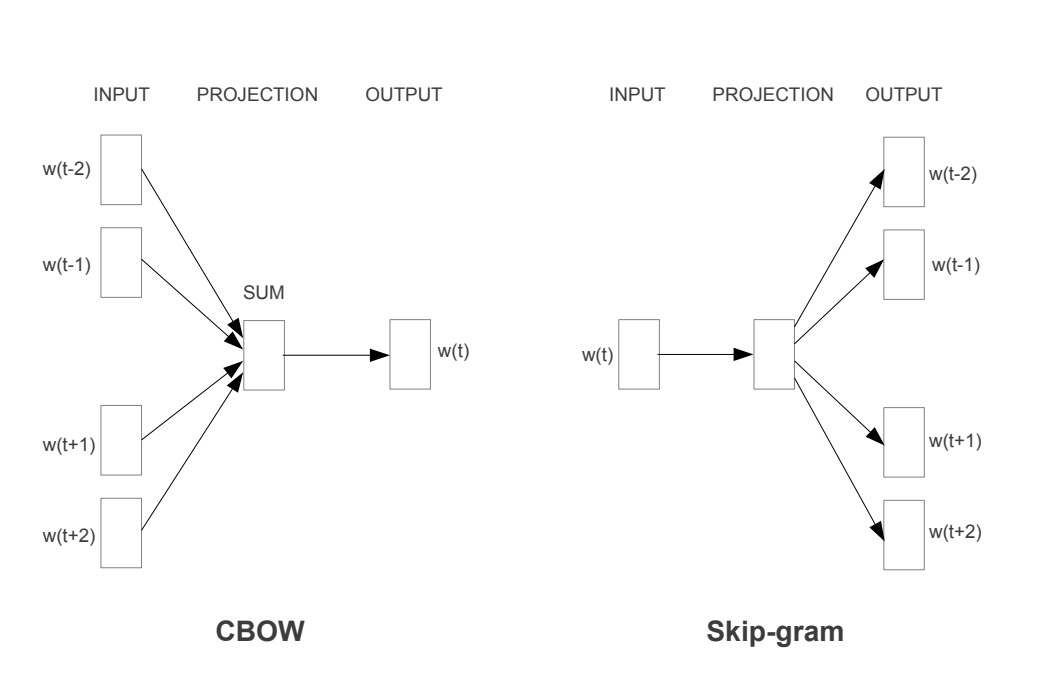 INPUT PROJECTION OUTPUT
w(t-2)
w(t-1)
SUM
w(t)
w(t+1)
w(t+2)
CBOW
INPUT PROJECTION OUTPUT
w(t-2)
w(t-1)
w(t)
w(t+1)
w(t+2)
Skip-gram